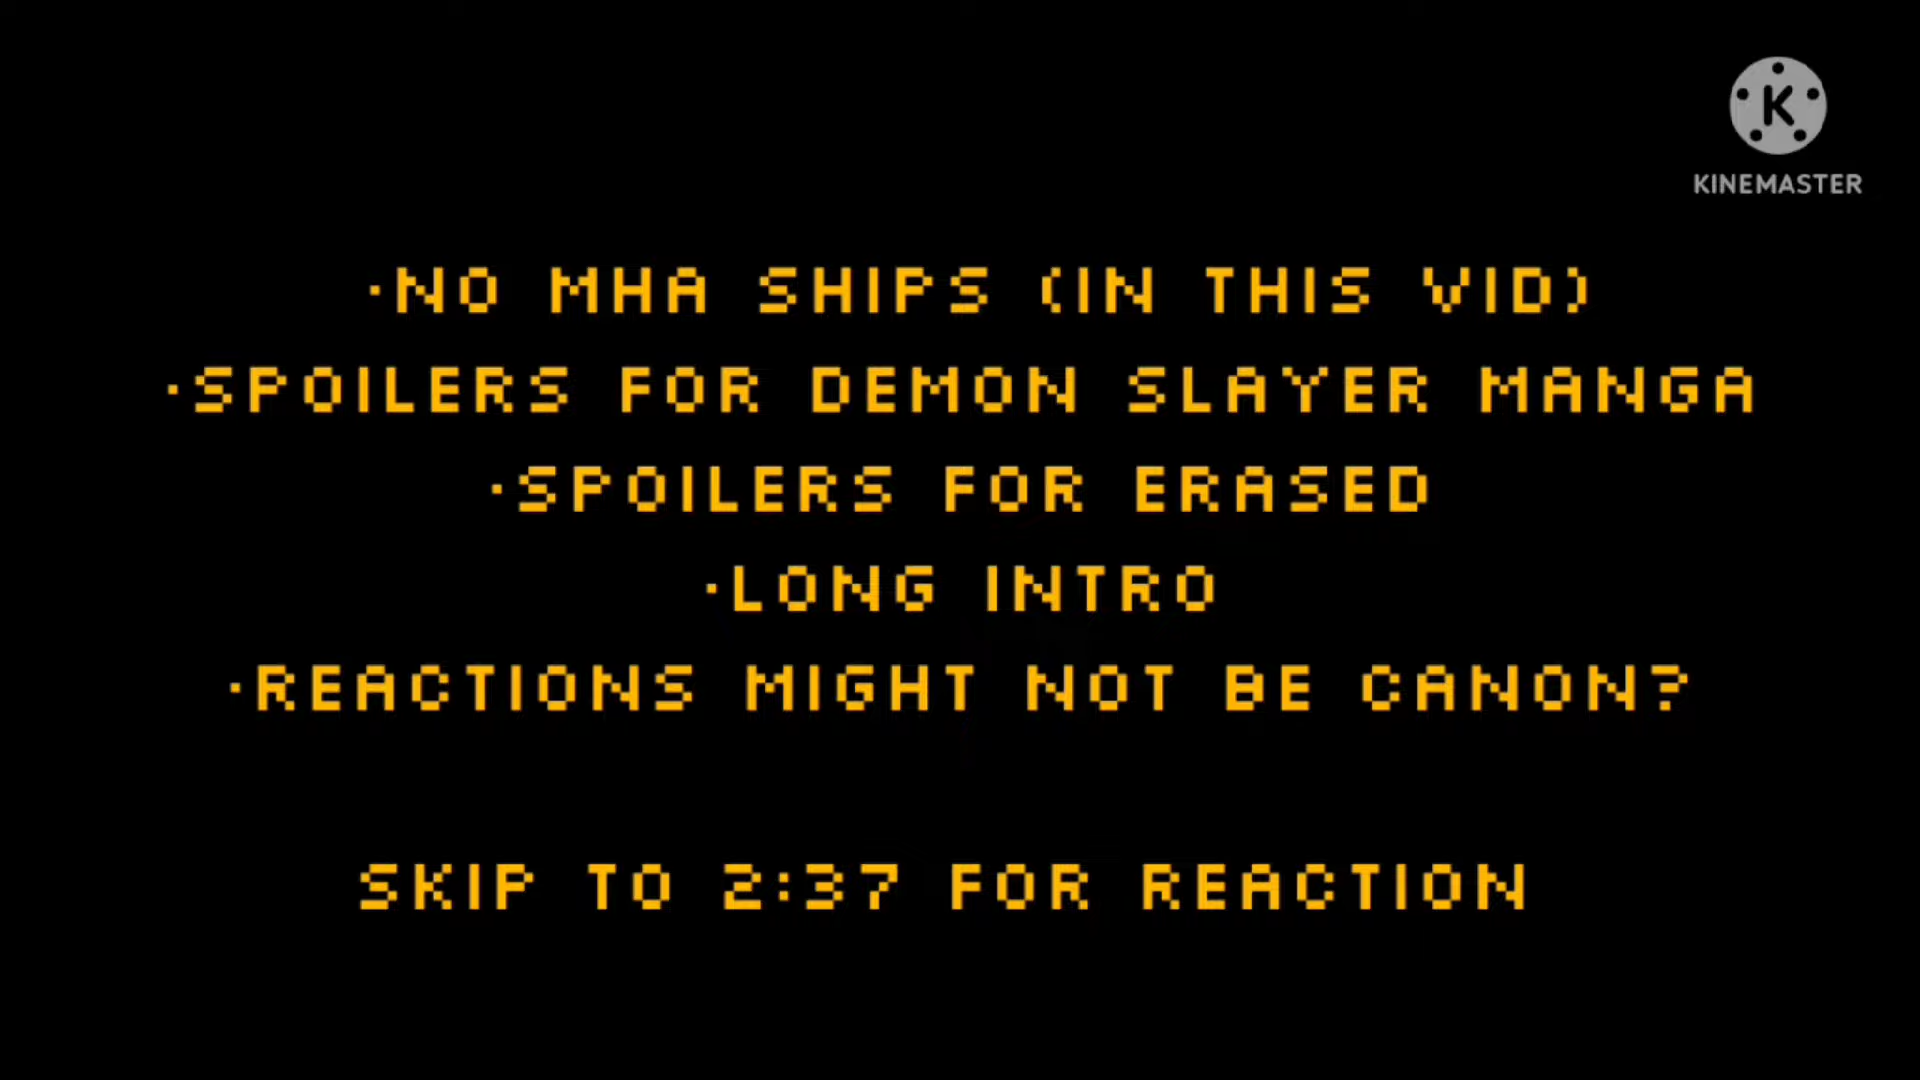 K
KINEMASTER
·NO MHA SHIPS (IN THIS VID)
·SPOILERS FOR DEMON SLAYER MANGA
·SPOILERS FOR ERASED
·LONG INTRO
·REACTIONS MIGHT NOT BE CANON?
SKIP TO 2:37 FOR REACTION